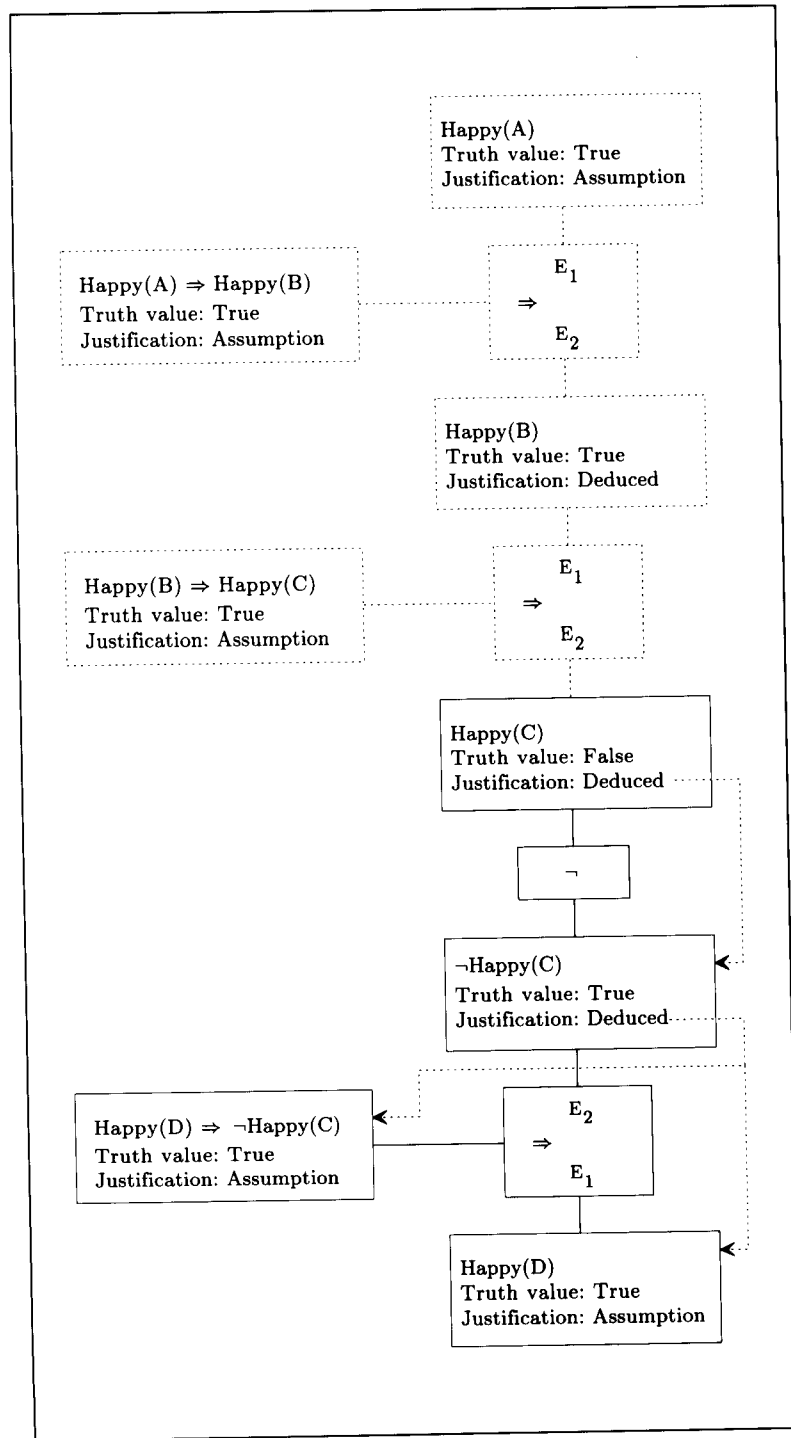 Happy(A)
Truth value: True
Justification: Assumption
Happy(A) ⇒ Happy(B)
Truth value: True
Justification: Assumption
E₁
⇒
E₂
Happy(B)
Truth value: True
Justification: Deduced
Happy(B) ⇒ Happy(C)
Truth value: True
Justification: Assumption
E₁
⇒
E₂
Happy(C)
Truth value: False
Justification: Deduced
¬
¬Happy(C)
Truth value: True
Justification: Deduced
Happy(D) ⇒ ¬Happy(C)
Truth value: True
Justification: Assumption
E₂
⇒
E₁
Happy(D)
Truth value: True
Justification: Assumption